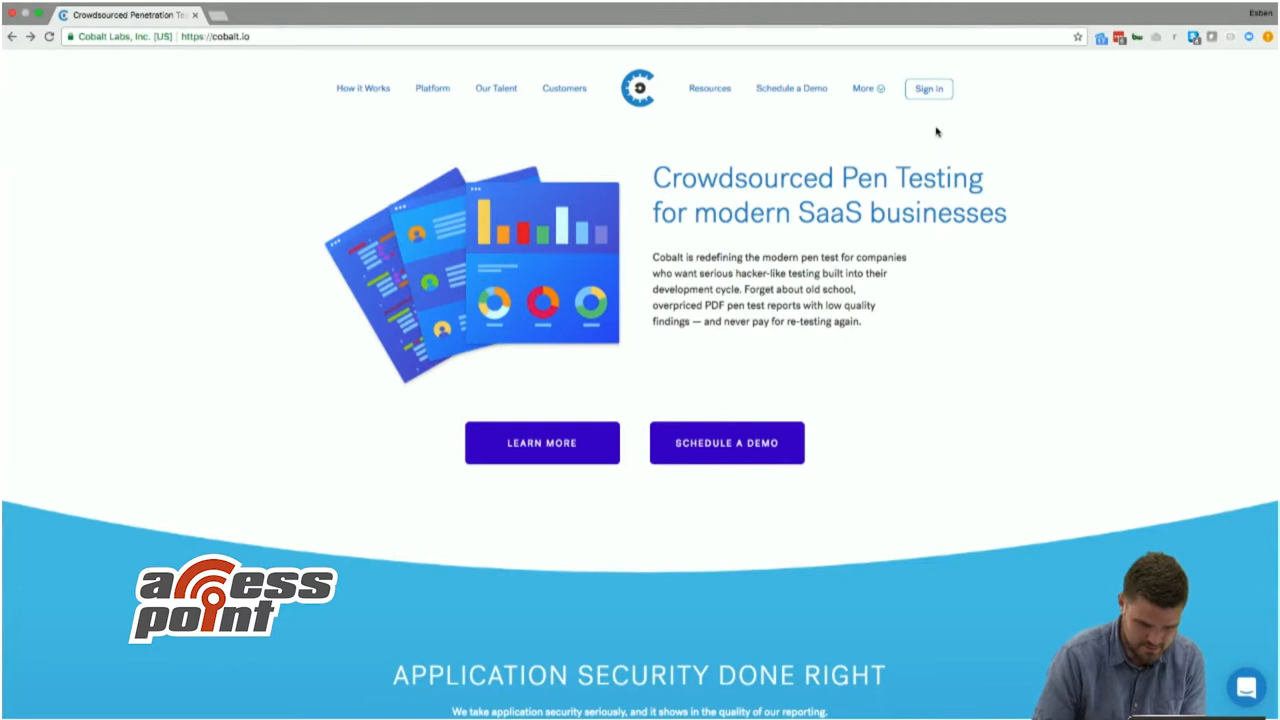 Crowdsourced Penetration Te
Esben
Cobalt Labs, Inc. [US] | https://cobalt.io
How it Works
Platform
Our Talent
Customers
Resources
Schedule a Demo
More
Sign in
Crowdsourced Pen Testing
for modern SaaS businesses
Cobalt is redefining the modern pen test for companies
who want serious hacker-like testing built into their
development cycle. Forget about old school,
overpriced PDF pen test reports with low quality
findings — and never pay for re-testing again.
LEARN MORE
SCHEDULE A DEMO
access
point
APPLICATION SECURITY DONE RIGHT
We take application security seriously, and it shows in the quality of our reporting.